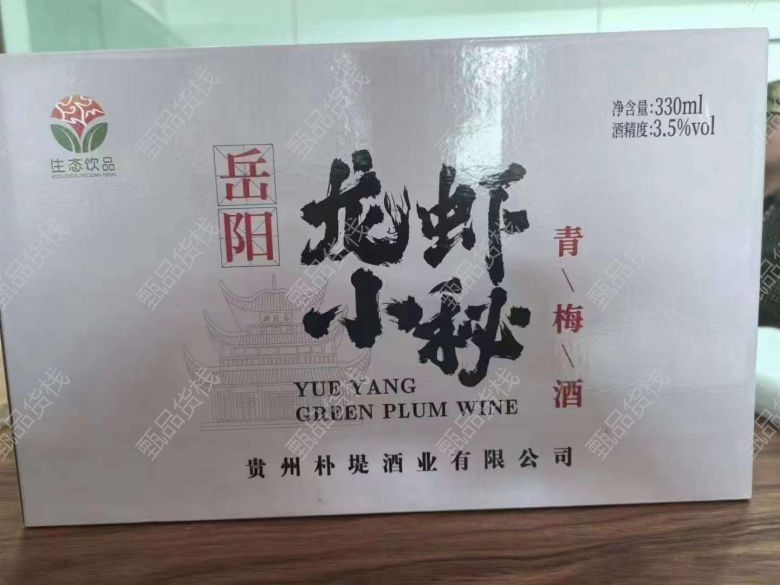 生态饮品
净含量:330ml
酒精度:3.5%vol
岳阳
龙虾
小秘
青\梅\酒
YUE YANG
GREEN PLUM WINE
贵州朴堤酒业有限公司
甄品货栈